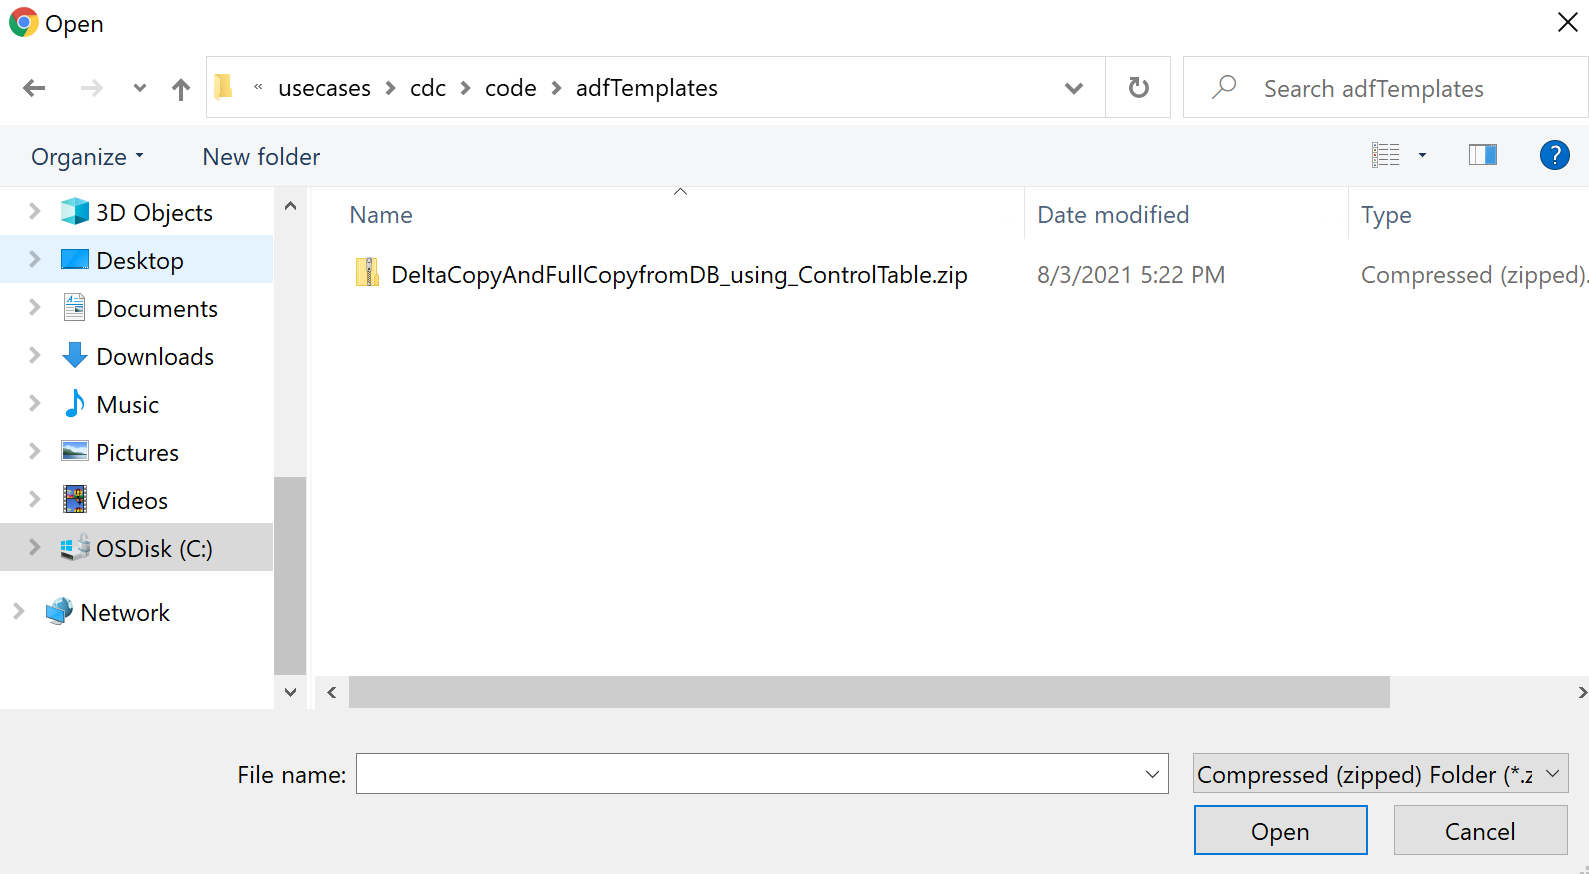 Open
« usecases > cdc > code > adfTemplates
Search adfTemplates
Organize
New folder
?
3D Objects
Desktop
Documents
Downloads
Music
Pictures
Videos
OSDisk (C:)
Network
Name Date modified Type
DeltaCopyAndFullCopyfromDB_using_ControlTable.zip 8/3/2021 5:22 PM Compressed (zipped).
File name:
Compressed (zipped) Folder (*.z
Open Cancel